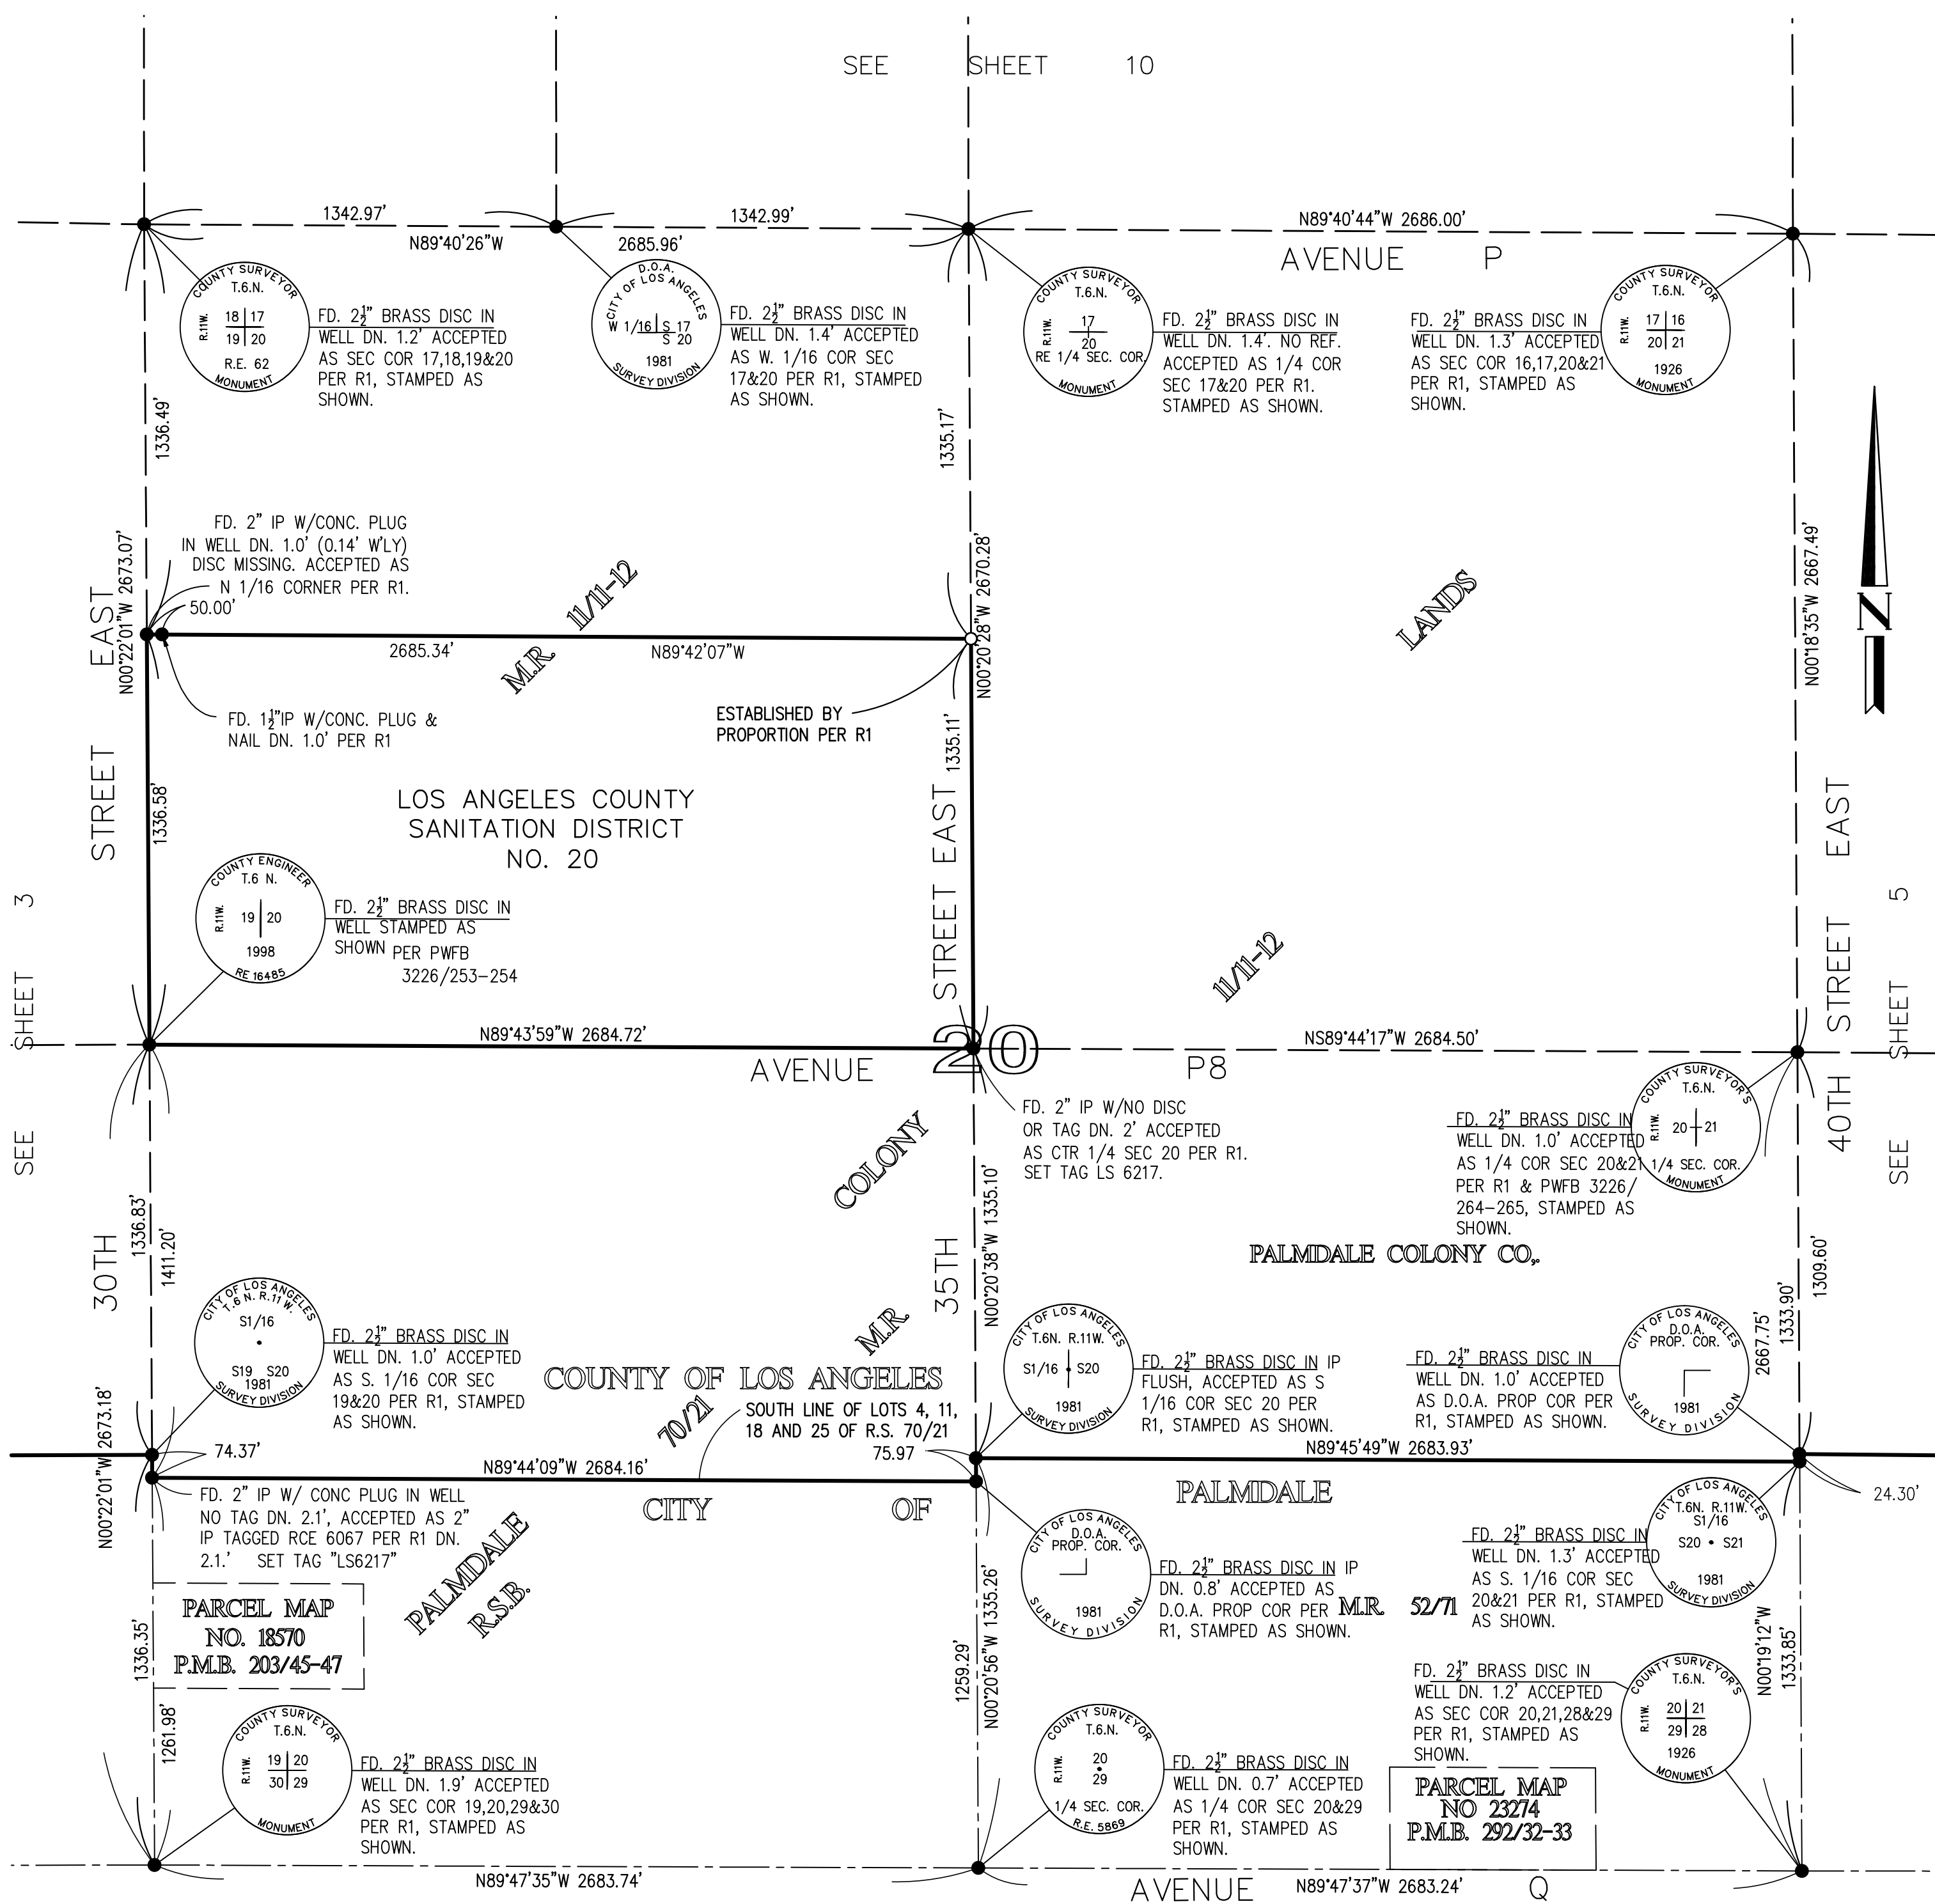 SEE SHEET 10
1342.97'
1342.99'
N89°40'44"W 2686.00'
N89°40'26"W
2685.96'
AVENUE P
COUNTY SURVEYOR
T.6.N.
R.11W.
18 17
19 20
R.E. 62
MONUMENT
FD. 2½" BRASS DISC IN
WELL DN. 1.2' ACCEPTED
AS SEC COR 17,18,19&20
PER R1, STAMPED AS
SHOWN.
D.O.A.
CITY OF LOS ANGELES
W 1/16 S 17
S 20
1981
SURVEY DIVISION
FD. 2½" BRASS DISC IN
WELL DN. 1.4' ACCEPTED
AS W. 1/16 COR SEC
17&20 PER R1, STAMPED
AS SHOWN.
COUNTY SURVEYOR
T.6.N.
R.11W.
17
20
RE 1/4 SEC. COR.
MONUMENT
FD. 2½" BRASS DISC IN
WELL DN. 1.4'. NO REF.
ACCEPTED AS 1/4 COR
SEC 17&20 PER R1.
STAMPED AS SHOWN.
FD. 2½" BRASS DISC IN
WELL DN. 1.3' ACCEPTED
AS SEC COR 16,17,20&21
PER R1, STAMPED AS
SHOWN.
COUNTY SURVEYOR
T.6.N.
R.11W.
17 16
20 21
1926
MONUMENT
1336.49'
1335.17'
FD. 2" IP W/CONC. PLUG
IN WELL DN. 1.0' (0.14' W'LY)
DISC MISSING. ACCEPTED AS
N 1/16 CORNER PER R1.
50.00'
N00°22'01"W 2673.07'
N00°20'28"W 2670.28'
N00°18'35"W 2667.49'
N
M.R. 11/11-12
LANDS
2685.34'
N89°42'07"W
FD. 1½"IP W/CONC. PLUG &
NAIL DN. 1.0' PER R1
ESTABLISHED BY
PROPORTION PER R1
1336.58'
1335.11'
LOS ANGELES COUNTY
SANITATION DISTRICT
NO. 20
30TH STREET EAST
35TH STREET EAST
40TH STREET EAST
SEE SHEET 3
SEE SHEET 5
COUNTY ENGINEER
T.6 N.
R.11W.
19 20
1998
RE 16485
FD. 2½" BRASS DISC IN
WELL STAMPED AS
SHOWN PER PWFB
3226/253-254
11/11-12
N89°43'59"W 2684.72'
20
NS89°44'17"W 2684.50'
AVENUE P8
FD. 2" IP W/NO DISC
OR TAG DN. 2' ACCEPTED
AS CTR 1/4 SEC 20 PER R1.
SET TAG LS 6217.
FD. 2½" BRASS DISC IN
WELL DN. 1.0' ACCEPTED
AS 1/4 COR SEC 20&21
PER R1 & PWFB 3226/
264-265, STAMPED AS
SHOWN.
COUNTY SURVEYOR'S
T.6.N.
R.11W.
20 21
1/4 SEC. COR.
MONUMENT
COLONY
PALMDALE COLONY CO,.
1336.83'
1411.20'
N00°20'38"W 1335.10'
1309.60'
1333.90'
2667.75'
CITY OF LOS ANGELES
T.6 N. R.11 W.
S1/16
S19 S20
1981
SURVEY DIVISION
FD. 2½" BRASS DISC IN
WELL DN. 1.0' ACCEPTED
AS S. 1/16 COR SEC
19&20 PER R1, STAMPED
AS SHOWN.
M.R.
COUNTY OF LOS ANGELES
70/21
SOUTH LINE OF LOTS 4, 11,
18 AND 25 OF R.S. 70/21
CITY OF LOS ANGELES
T.6N. R.11W.
S1/16 S20
1981
SURVEY DIVISION
FD. 2½" BRASS DISC IN IP
FLUSH, ACCEPTED AS S
1/16 COR SEC 20 PER
R1, STAMPED AS SHOWN.
FD. 2½" BRASS DISC IN
WELL DN. 1.0' ACCEPTED
AS D.O.A. PROP COR PER
R1, STAMPED AS SHOWN.
CITY OF LOS ANGELES
D.O.A.
PROP. COR.
1981
SURVEY DIVISION
74.37'
75.97
N89°45'49"W 2683.93'
N89°44'09"W 2684.16'
24.30'
CITY OF PALMDALE
N00°22'01"W 2673.18'
FD. 2" IP W/ CONC PLUG IN WELL
NO TAG DN. 2.1', ACCEPTED AS 2"
IP TAGGED RCE 6067 PER R1 DN.
2.1.' SET TAG "LS6217"
PALMDALE
R.S.B.
CITY OF LOS ANGELES
D.O.A.
PROP. COR.
1981
SURVEY DIVISION
FD. 2½" BRASS DISC IN IP
DN. 0.8' ACCEPTED AS
D.O.A. PROP COR PER
R1, STAMPED AS SHOWN.
M.R. 52/71
FD. 2½" BRASS DISC IN
WELL DN. 1.3' ACCEPTED
AS S. 1/16 COR SEC
20&21 PER R1, STAMPED
AS SHOWN.
CITY OF LOS ANGELES
T.6N. R.11W.
S1/16
S20 S21
1981
SURVEY DIVISION
PARCEL MAP
NO. 18570
P.M.B. 203/45-47
1336.35'
1261.98'
1259.29'
N00°20'56"W 1335.26'
N00°19'12"W
1333.85'
COUNTY SURVEYOR
T.6.N.
R.11W.
19 20
30 29
MONUMENT
FD. 2½" BRASS DISC IN
WELL DN. 1.9' ACCEPTED
AS SEC COR 19,20,29&30
PER R1, STAMPED AS
SHOWN.
COUNTY SURVEYOR
T.6.N.
R.11W.
20
29
1/4 SEC. COR.
R.E. 5869
FD. 2½" BRASS DISC IN
WELL DN. 0.7' ACCEPTED
AS 1/4 COR SEC 20&29
PER R1, STAMPED AS
SHOWN.
FD. 2½" BRASS DISC IN
WELL DN. 1.2' ACCEPTED
AS SEC COR 20,21,28&29
PER R1, STAMPED AS
SHOWN.
COUNTY SURVEYOR'S
T.6.N.
R.11W.
20 21
29 28
1926
MONUMENT
PARCEL MAP
NO 23274
P.M.B. 292/32-33
N89°47'35"W 2683.74'
AVENUE Q
N89°47'37"W 2683.24'